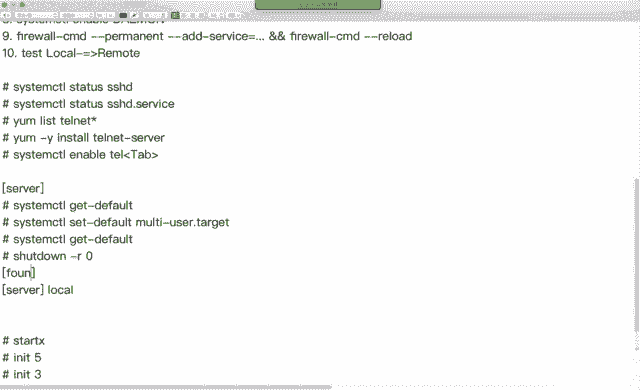 9. firewall-cmd --permanent --add-service=... && firewall-cmd --reload
10. test Local-=>Remote
# systemctl status sshd
# systemctl status sshd.service
# yum list telnet*
# yum -y install telnet-server
# systemctl enable tel<Tab>
[server]
# systemctl get-default
# systemctl set-default multi-user.target
# systemctl get-default
# shutdown -r 0
[foun]
[server] local
# startx
# init 5
# init 3